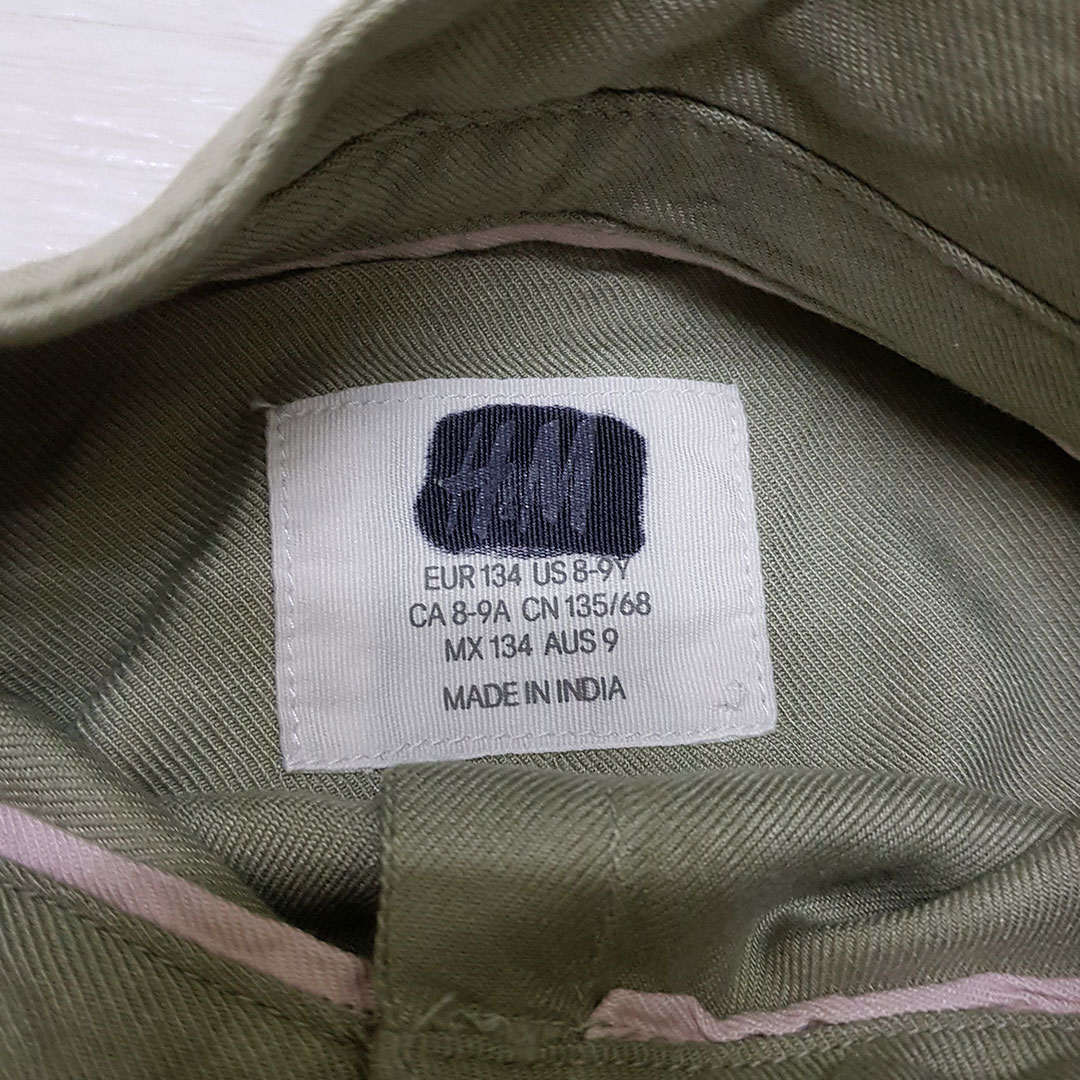 H&M
EUR 134 US 8-9Y
CA 8-9A CN 135/68
MX 134 AUS 9
MADE IN INDIA